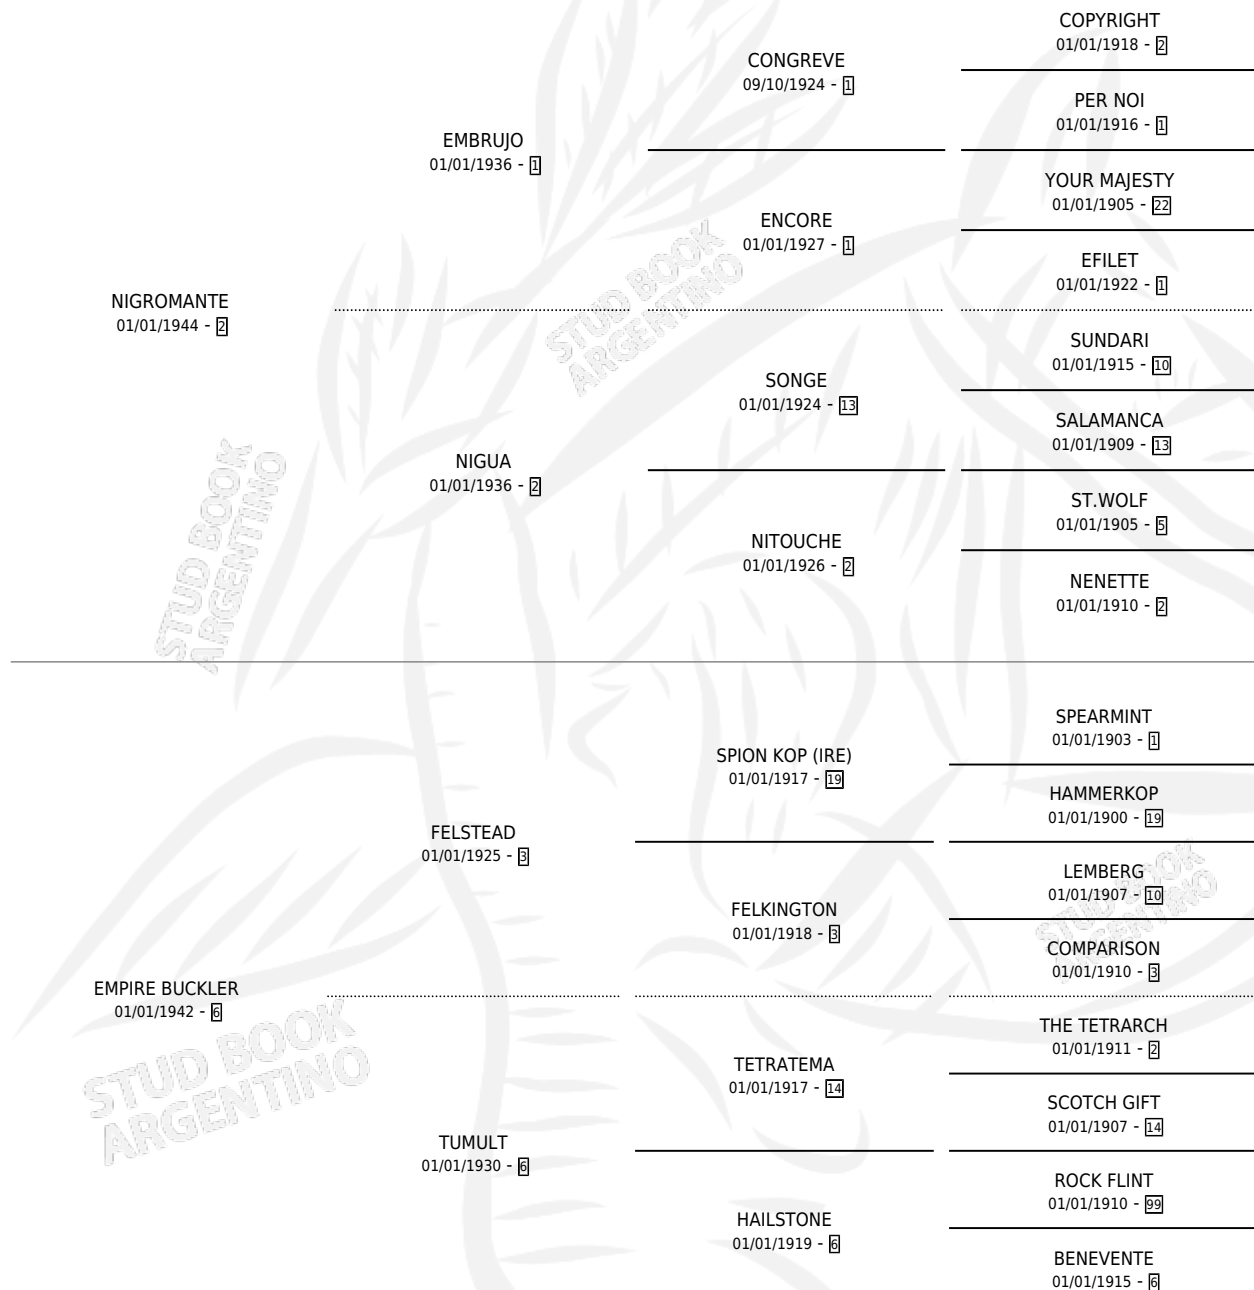 COPYRIGHT
01/01/1918 - 2
CONGREVE
09/10/1924 - 1
PER NOI
01/01/1916 - 1
EMBRUJO
01/01/1936 - 1
YOUR MAJESTY
01/01/1905 - 22
ENCORE
01/01/1927 - 1
EFILET
01/01/1922 - 1
NIGROMANTE
01/01/1944 - 2
SUNDARI
01/01/1915 - 10
SONGE
01/01/1924 - 13
SALAMANCA
01/01/1909 - 13
NIGUA
01/01/1936 - 2
ST.WOLF
01/01/1905 - 5
NITOUCHE
01/01/1926 - 2
NENETTE
01/01/1910 - 2
SPEARMINT
01/01/1903 - 1
SPION KOP (IRE)
01/01/1917 - 19
HAMMERKOP
01/01/1900 - 19
FELSTEAD
01/01/1925 - 3
LEMBERG
01/01/1907 - 10
FELKINGTON
01/01/1918 - 3
COMPARISON
01/01/1910 - 3
EMPIRE BUCKLER
01/01/1942 - 6
THE TETRARCH
01/01/1911 - 2
TETRATEMA
01/01/1917 - 14
SCOTCH GIFT
01/01/1907 - 14
TUMULT
01/01/1930 - 6
ROCK FLINT
01/01/1910 - 99
HAILSTONE
01/01/1919 - 6
BENEVENTE
01/01/1915 - 6
STUD BOOK
ARGENTINO
STUD BOOK
ARGENTINO
STUD BOOK
ARGENTINO
STUD BOOK
ARGENTINO